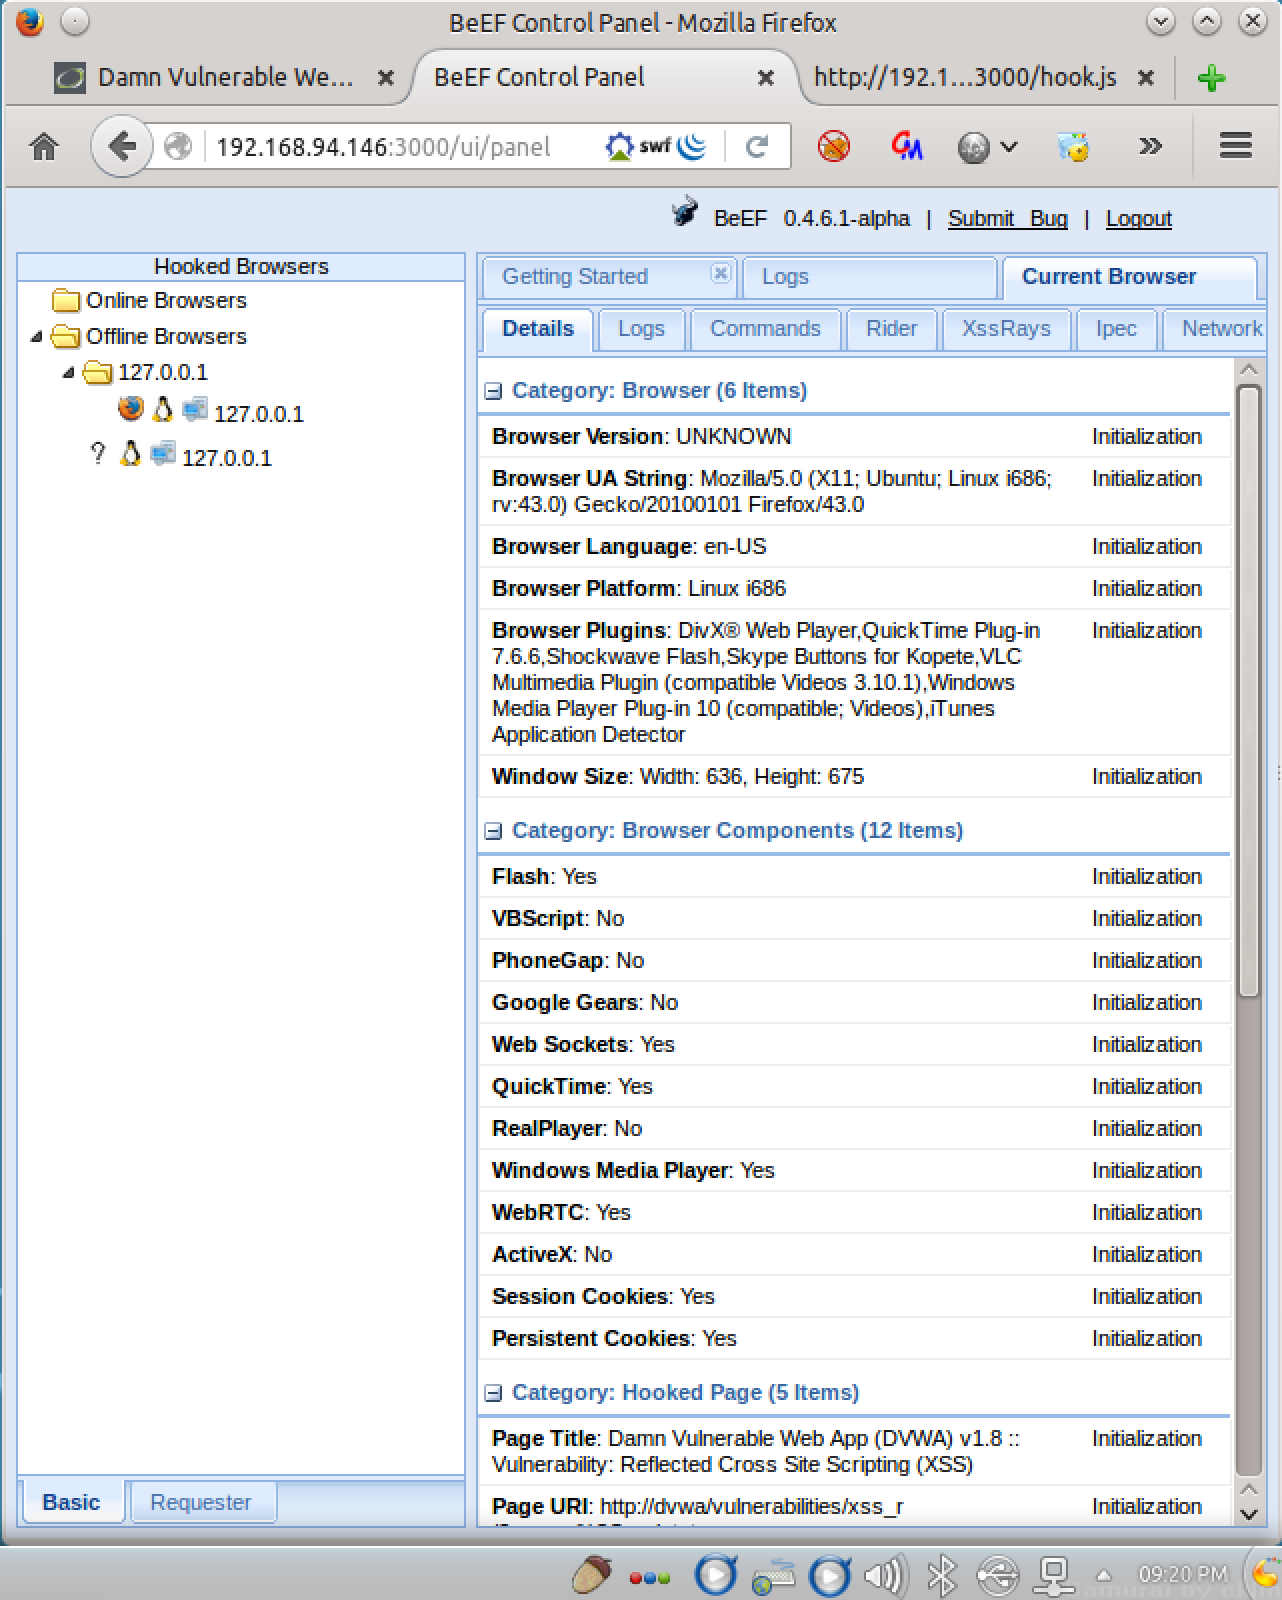 BeEF Control Panel - Mozilla Firefox
Damn Vulnerable We...
BeEF Control Panel
http://192.1...3000/hook.js
192.168.94.146:3000/ui/panel
swf
BeEF 0.4.6.1-alpha | Submit Bug | Logout
Hooked Browsers
Online Browsers
Offline Browsers
127.0.0.1
127.0.0.1
? 127.0.0.1
Getting Started
Logs
Current Browser
Details
Logs
Commands
Rider
XssRays
Ipec
Network
Category: Browser (6 Items)
Browser Version: UNKNOWN Initialization
Browser UA String: Mozilla/5.0 (X11; Ubuntu; Linux i686; Initialization
rv:43.0) Gecko/20100101 Firefox/43.0
Browser Language: en-US Initialization
Browser Platform: Linux i686 Initialization
Browser Plugins: DivX® Web Player,QuickTime Plug-in Initialization
7.6.6,Shockwave Flash,Skype Buttons for Kopete,VLC
Multimedia Plugin (compatible Videos 3.10.1),Windows
Media Player Plug-in 10 (compatible; Videos),iTunes
Application Detector
Window Size: Width: 636, Height: 675 Initialization
Category: Browser Components (12 Items)
Flash: Yes Initialization
VBScript: No Initialization
PhoneGap: No Initialization
Google Gears: No Initialization
Web Sockets: Yes Initialization
QuickTime: Yes Initialization
RealPlayer: No Initialization
Windows Media Player: Yes Initialization
WebRTC: Yes Initialization
ActiveX: No Initialization
Session Cookies: Yes Initialization
Persistent Cookies: Yes Initialization
Category: Hooked Page (5 Items)
Page Title: Damn Vulnerable Web App (DVWA) v1.8 :: Initialization
Vulnerability: Reflected Cross Site Scripting (XSS)
Page URI: http://dvwa/vulnerabilities/xss_r Initialization
Basic
Requester
09:20 PM